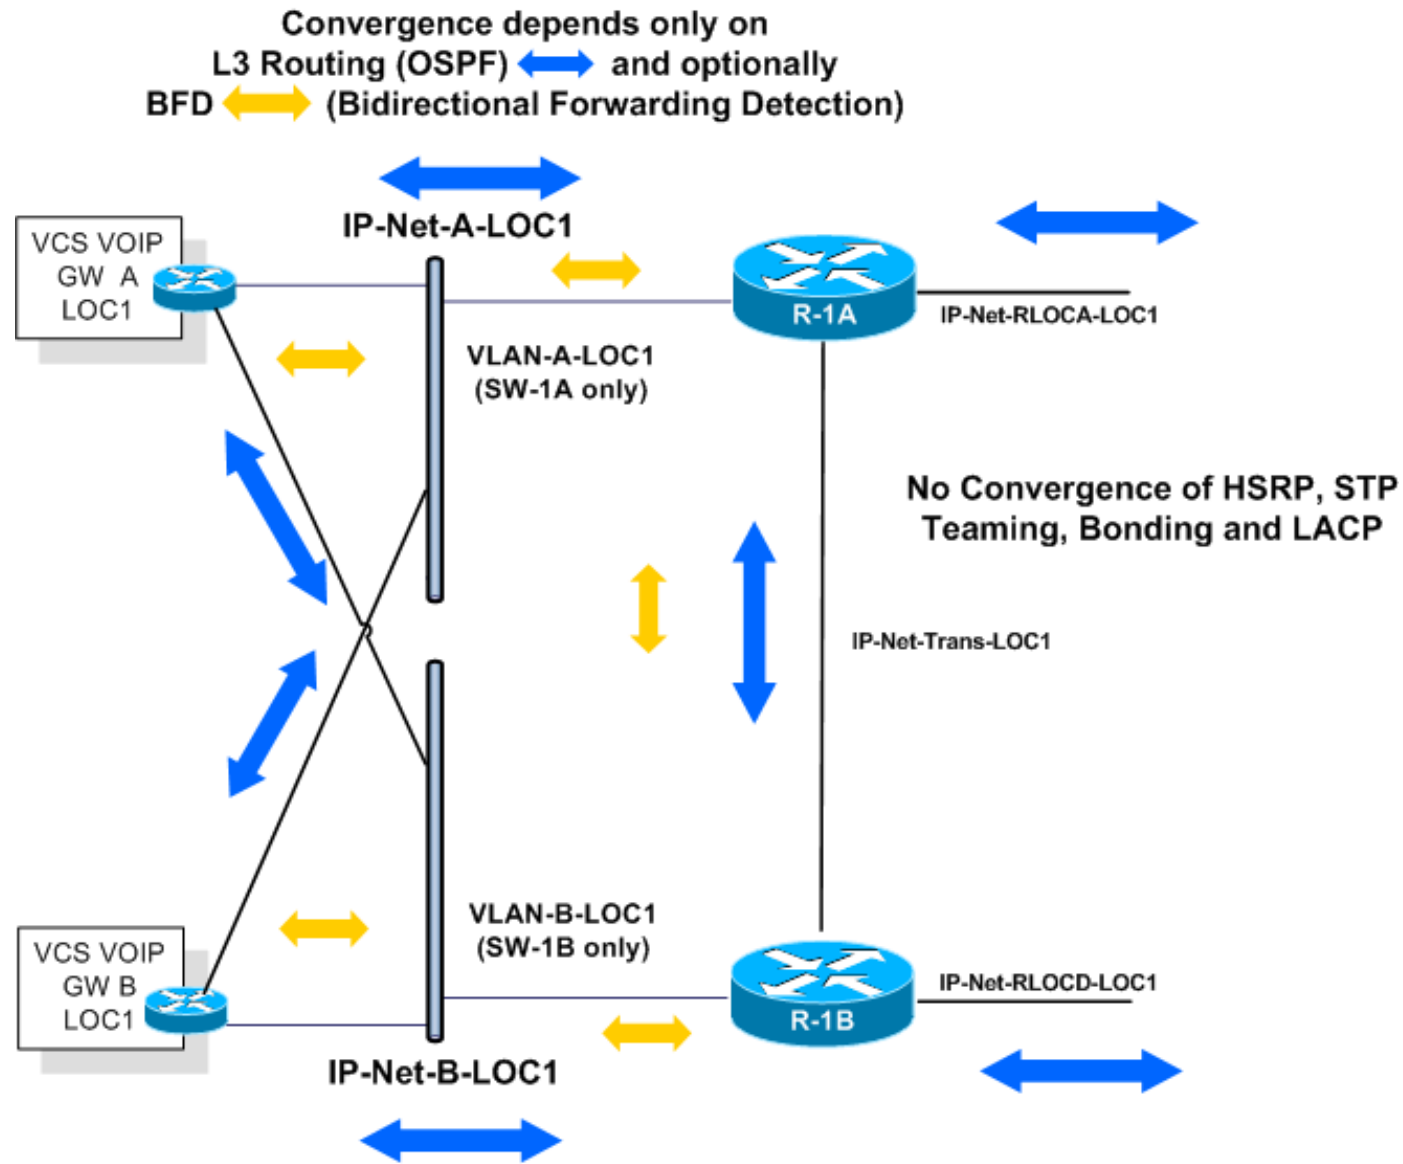 Convergence depends only on
L3 Routing (OSPF) and optionally
BFD (Bidirectional Forwarding Detection)
IP-Net-A-LOC1
VCS VOIP
GW A
LOC1
R-1A
IP-Net-RLOCA-LOC1
VLAN-A-LOC1
(SW-1A only)
No Convergence of HSRP, STP
Teaming, Bonding and LACP
IP-Net-Trans-LOC1
VLAN-B-LOC1
(SW-1B only)
VCS VOIP
GW B
LOC1
R-1B
IP-Net-RLOCD-LOC1
IP-Net-B-LOC1